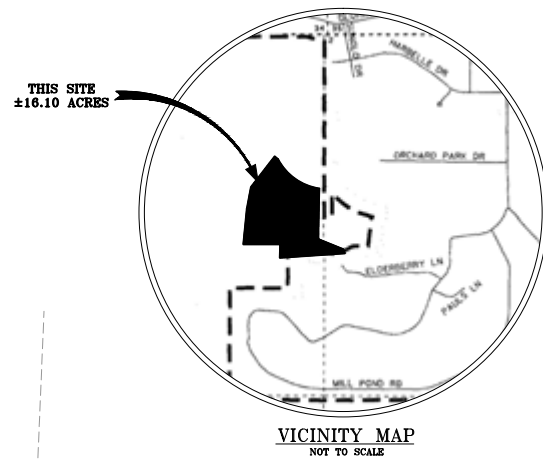 THIS SITE
±16.10 ACRES
HARBELLE DR
ORCHARD PARK DR
ELDERBERRY LN
PAULS LN
MILL POND RD
VICINITY MAP
NOT TO SCALE